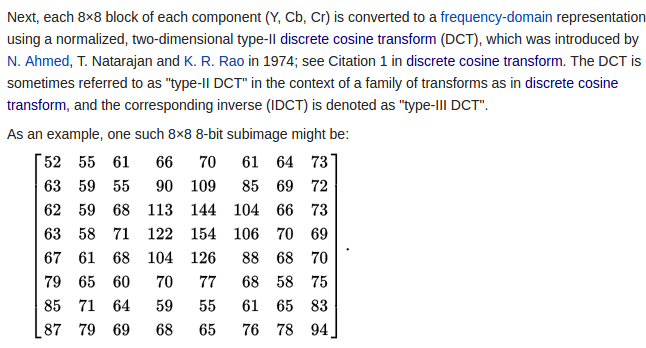 Next, each 8×8 block of each component (Y, Cb, Cr) is converted to a frequency-domain representation
using a normalized, two-dimensional type-II discrete cosine transform (DCT), which was introduced by
N. Ahmed, T. Natarajan and K. R. Rao in 1974; see Citation 1 in discrete cosine transform. The DCT is
sometimes referred to as "type-II DCT" in the context of a family of transforms as in discrete cosine
transform, and the corresponding inverse (IDCT) is denoted as "type-III DCT".
As an example, one such 8×8 8-bit subimage might be:
52 55 61 66 70 61 64 73
63 59 55 90 109 85 69 72
62 59 68 113 144 104 66 73
63 58 71 122 154 106 70 69
67 61 68 104 126 88 68 70
79 65 60 70 77 68 58 75
85 71 64 59 55 61 65 83
87 79 69 68 65 76 78 94 .